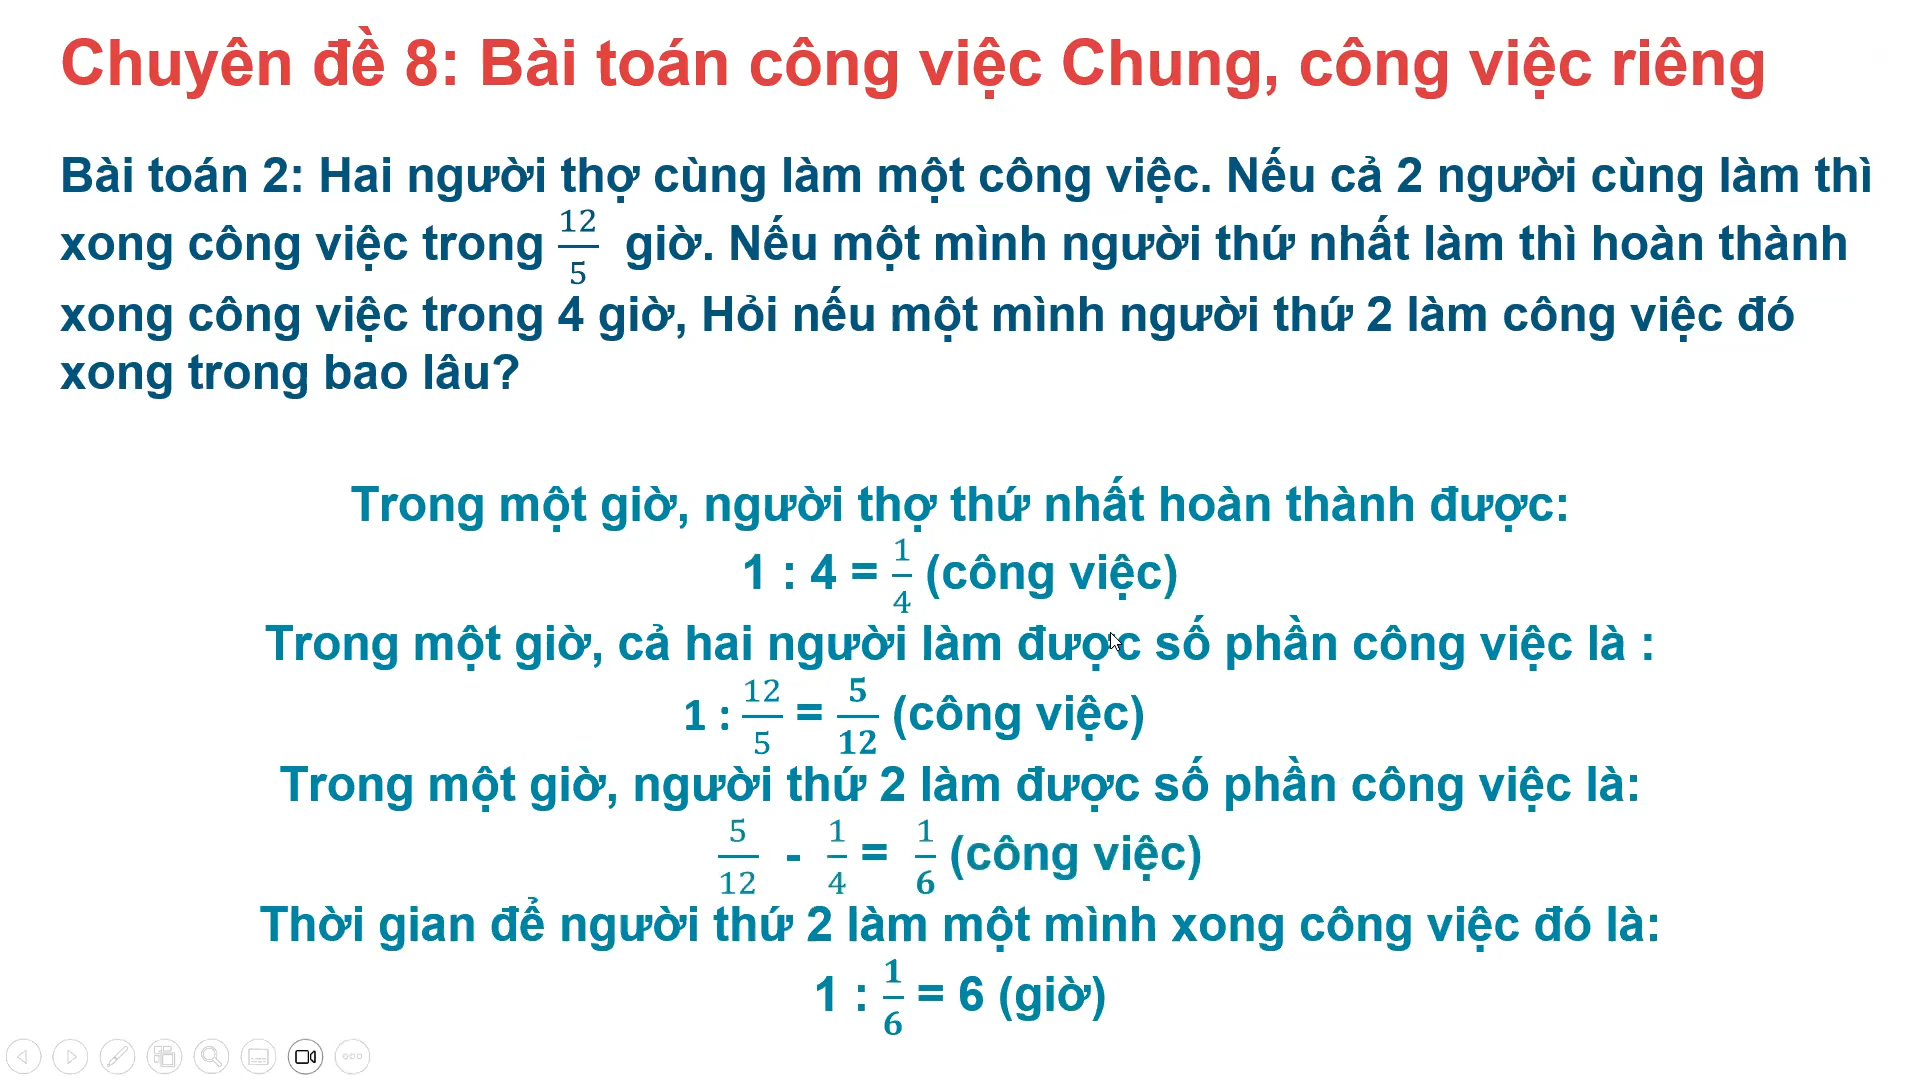 Chuyên đề 8: Bài toán công việc Chung, công việc riêng
Bài toán 2: Hai người thợ cùng làm một công việc. Nếu cả 2 người cùng làm thì
xong công việc trong 12/5 giờ. Nếu một mình người thứ nhất làm thì hoàn thành
xong công việc trong 4 giờ, Hỏi nếu một mình người thứ 2 làm công việc đó
xong trong bao lâu?
Trong một giờ, người thợ thứ nhất hoàn thành được:
1 : 4 = 1/4 (công việc)
Trong một giờ, cả hai người làm được số phần công việc là :
1 : 12/5 = 5/12 (công việc)
Trong một giờ, người thứ 2 làm được số phần công việc là:
5/12 - 1/4 = 1/6 (công việc)
Thời gian để người thứ 2 làm một mình xong công việc đó là:
1 : 1/6 = 6 (giờ)